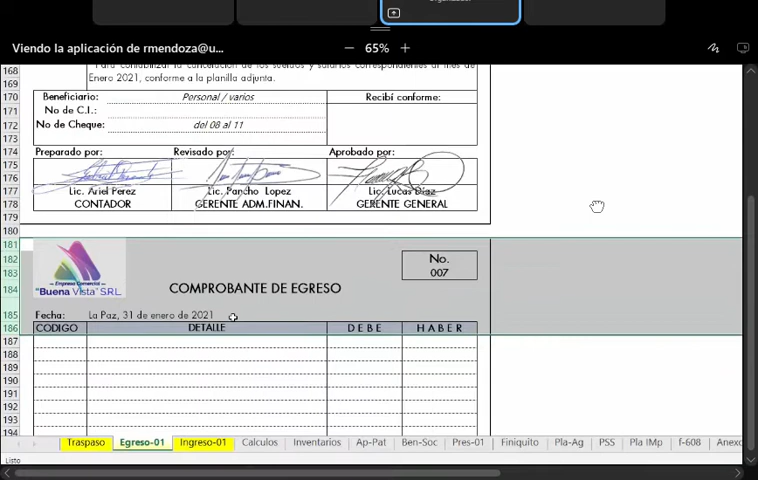 Viendo la aplicación de rmendoza@u...
65%
168
Enero 2021, conforme a la planilla adjunta.
169
170 Beneficiario: Personal / varios Recibí conforme:
171 No de C.I.:
172 No de Cheque: del 08 al 11
173
174 Preparado por: Revisado por: Aprobado por:
175
176
177 Lic. Ariel Perez Lic. Pancho Lopez Lic. Lucas Díaz
178 CONTADOR GERENTE ADM.FINAN. GERENTE GENERAL
179
180
181
182 No.
183 007
Empresa Comercial
"Buena Vista" S.R.L.
184 COMPROBANTE DE EGRESO
185 Fecha: La Paz, 31 de enero de 2021
186 CODIGO DETALLE D E B E H A B E R
187
188
189
190
191
192
193
194
Traspaso Egreso-01 Ingreso-01 Calculos Inventarios Ap-Pat Ben-Soc Pres-01 Finiquito Pla-Ag PSS Pla IMp f-608 Anexo
Listo